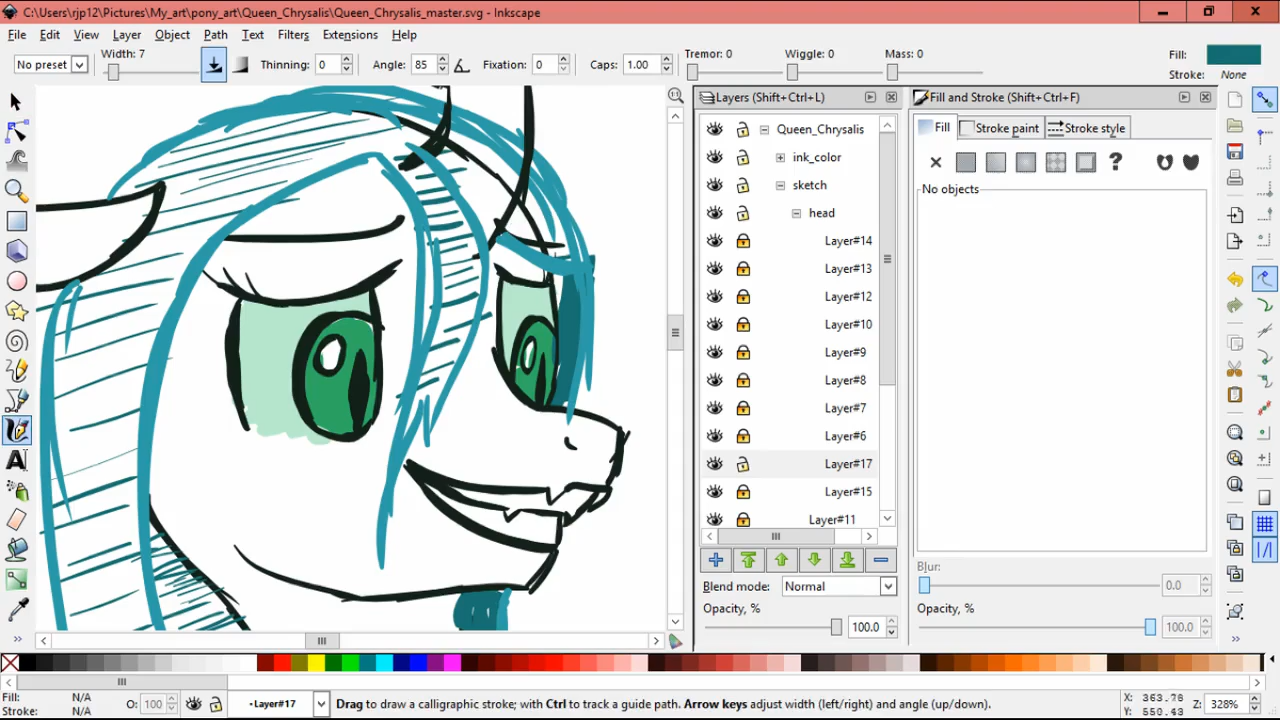 C:\Users\rjp12\Pictures\My_art\pony_art\Queen_Chrysalis\Queen_Chrysalis_master.svg - Inkscape
File Edit View Layer Object Path Text Filters Extensions Help
No preset Width: 7 Thinning: 0 Angle: 85 Fixation: 0 Caps: 1.00 Tremor: 0 Wiggle: 0 Mass: 0 Fill:
Stroke: None
Layers (Shift+Ctrl+L)
Queen_Chrysalis
ink_color
sketch
head
Layer#14
Layer#13
Layer#12
Layer#10
Layer#9
Layer#8
Layer#7
Layer#6
Layer#17
Layer#15
Layer#11
Blend mode: Normal
Opacity, % 100.0
Fill and Stroke (Shift+Ctrl+F)
Fill Stroke paint Stroke style
?
No objects
Blur:
0.0
Opacity, %
100.0
A
Fill: N/A
Stroke: N/A
O: 100
-Layer#17
Drag to draw a calligraphic stroke; with Ctrl to track a guide path. Arrow keys adjust width (left/right) and angle (up/down).
X: 363.78
Y: 550.43
Z: 328%